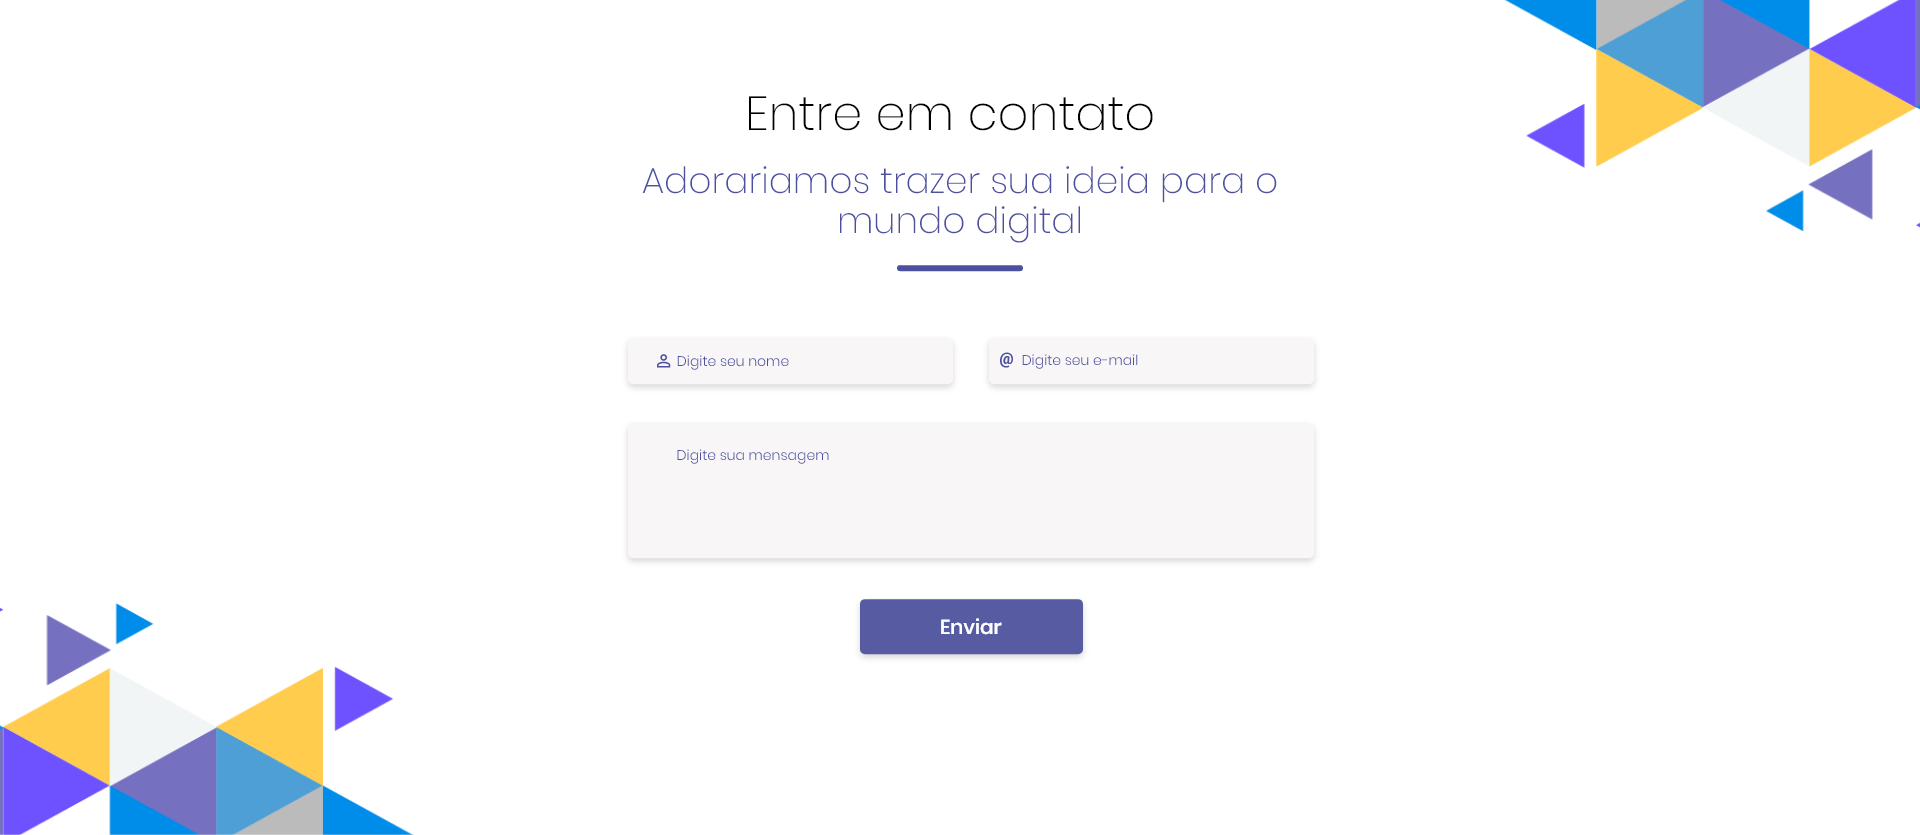 Entre em contato
Adorariamos trazer sua ideia para o
mundo digital
Digite seu nome
@ Digite seu e-mail
Digite sua mensagem
Enviar